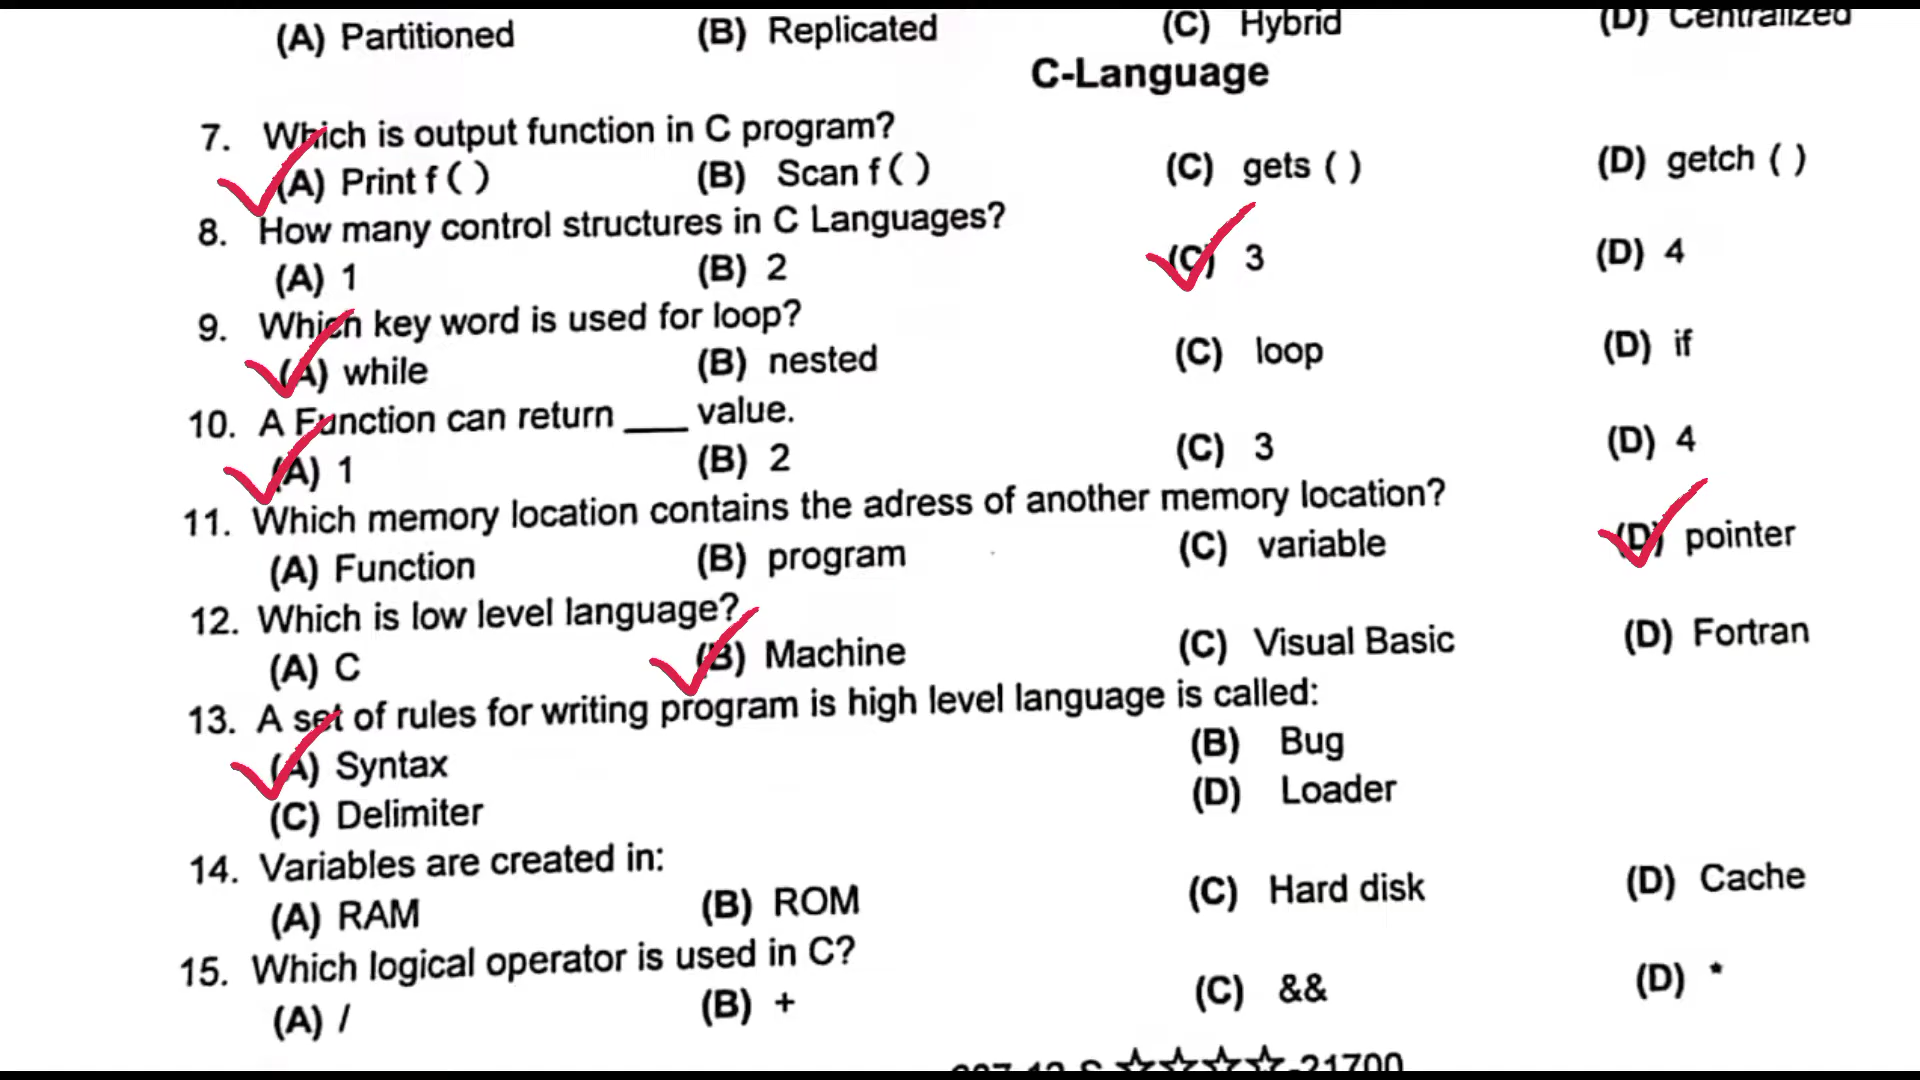 (A) Partitioned (B) Replicated (C) Hybrid (D) Centralized
C-Language
7. Which is output function in C program?
(A) Print f ( ) (B) Scan f ( ) (C) gets ( ) (D) getch ( )
8. How many control structures in C Languages?
(A) 1 (B) 2 (C) 3 (D) 4
9. Which key word is used for loop?
(A) while (B) nested (C) loop (D) if
10. A Function can return ___ value.
(A) 1 (B) 2 (C) 3 (D) 4
11. Which memory location contains the adress of another memory location?
(A) Function (B) program (C) variable (D) pointer
12. Which is low level language?
(A) C (B) Machine (C) Visual Basic (D) Fortran
13. A set of rules for writing program is high level language is called:
(A) Syntax (B) Bug
(C) Delimiter (D) Loader
14. Variables are created in:
(A) RAM (B) ROM (C) Hard disk (D) Cache
15. Which logical operator is used in C?
(A) / (B) + (C) && (D) *
☆☆☆☆-21700